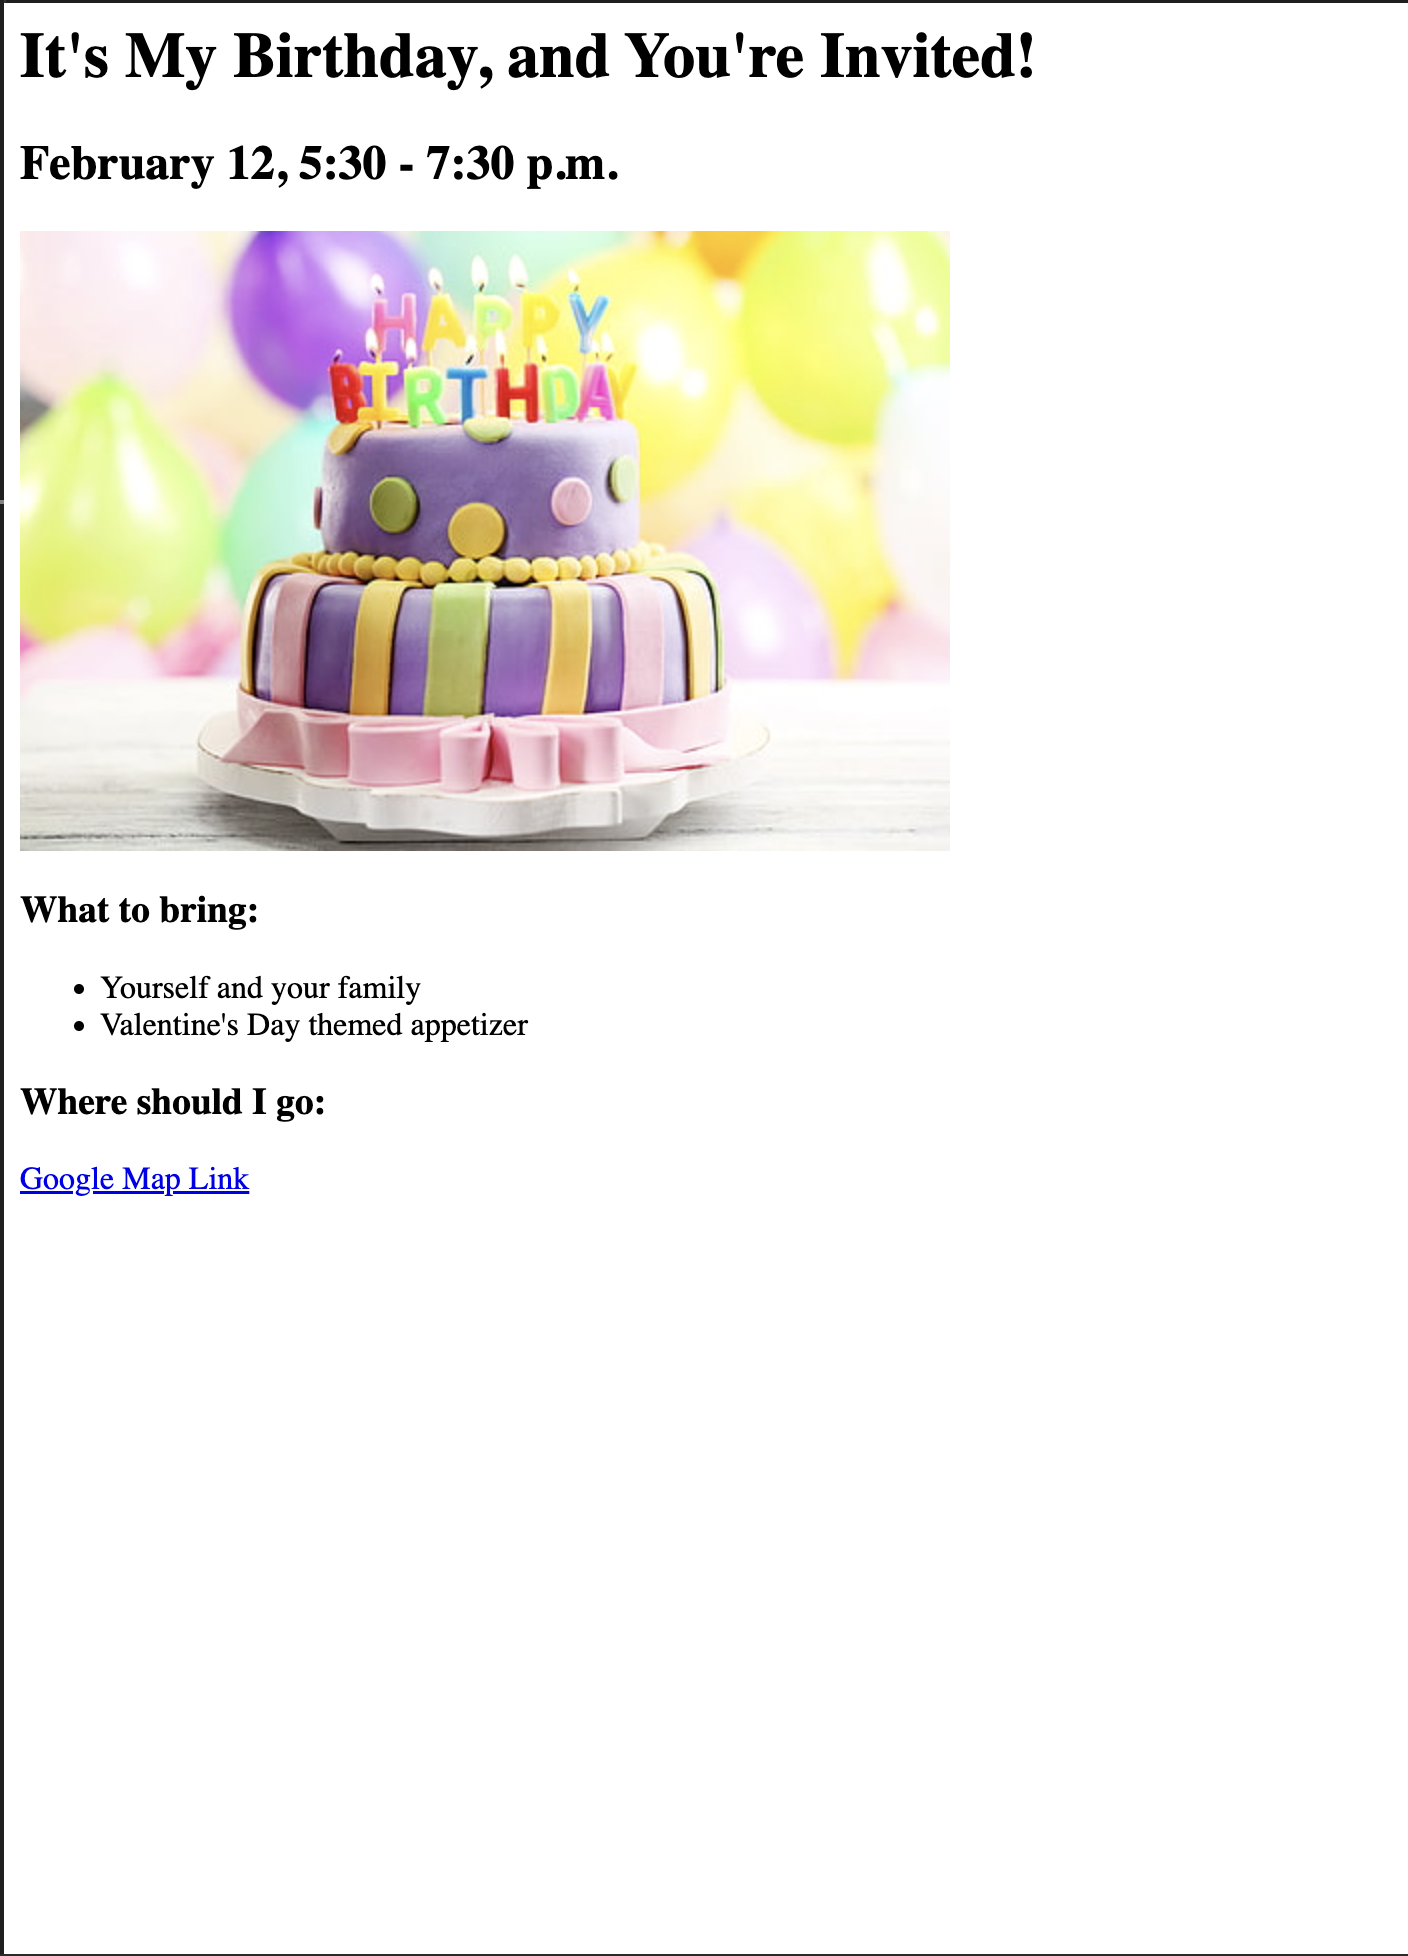 It's My Birthday, and You're Invited!
February 12, 5:30 - 7:30 p.m.
HAPPY
BIRTHDAY
What to bring:
Yourself and your family
Valentine's Day themed appetizer
Where should I go:
Google Map Link